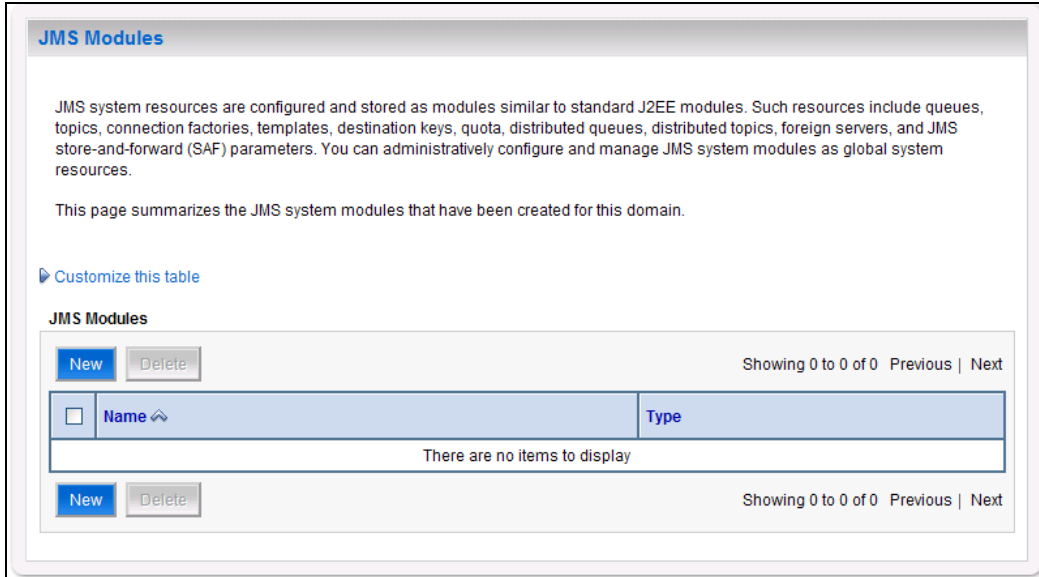 JMS Modules
JMS system resources are configured and stored as modules similar to standard J2EE modules. Such resources include queues,
topics, connection factories, templates, destination keys, quota, distributed queues, distributed topics, foreign servers, and JMS
store-and-forward (SAF) parameters. You can administratively configure and manage JMS system modules as global system
resources.
This page summarizes the JMS system modules that have been created for this domain.
Customize this table
JMS Modules
New Delete Showing 0 to 0 of 0 Previous | Next
Name Type
There are no items to display
New Delete Showing 0 to 0 of 0 Previous | Next